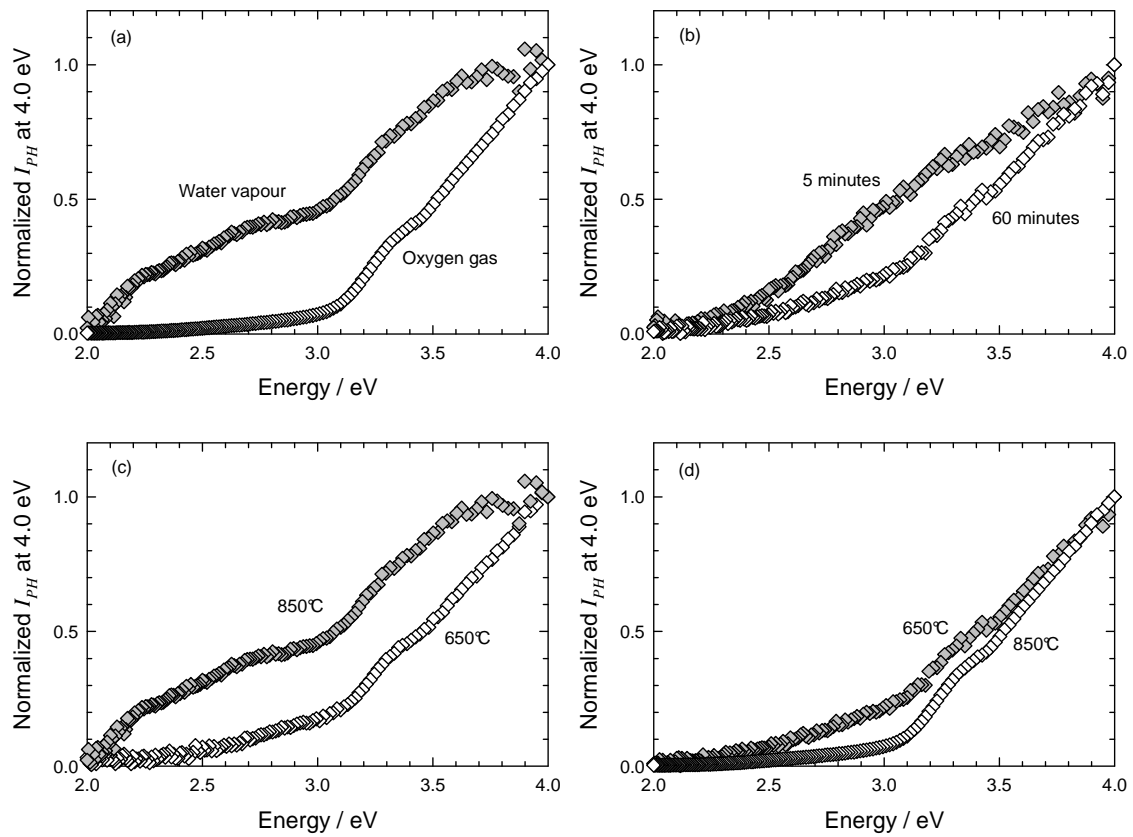 (a)
Normalized I_PH at 4.0 eV
1.0
0.5
0.0
Water vapour
Oxygen gas
2.0 2.5 3.0 3.5 4.0
Energy / eV
(b)
Normalized I_PH at 4.0 eV
1.0
0.5
0.0
5 minutes
60 minutes
2.0 2.5 3.0 3.5 4.0
Energy / eV
(c)
Normalized I_PH at 4.0 eV
1.0
0.5
0.0
850℃
650℃
2.0 2.5 3.0 3.5 4.0
Energy / eV
(d)
Normalized I_PH at 4.0 eV
1.0
0.5
0.0
650℃
850℃
2.0 2.5 3.0 3.5 4.0
Energy / eV